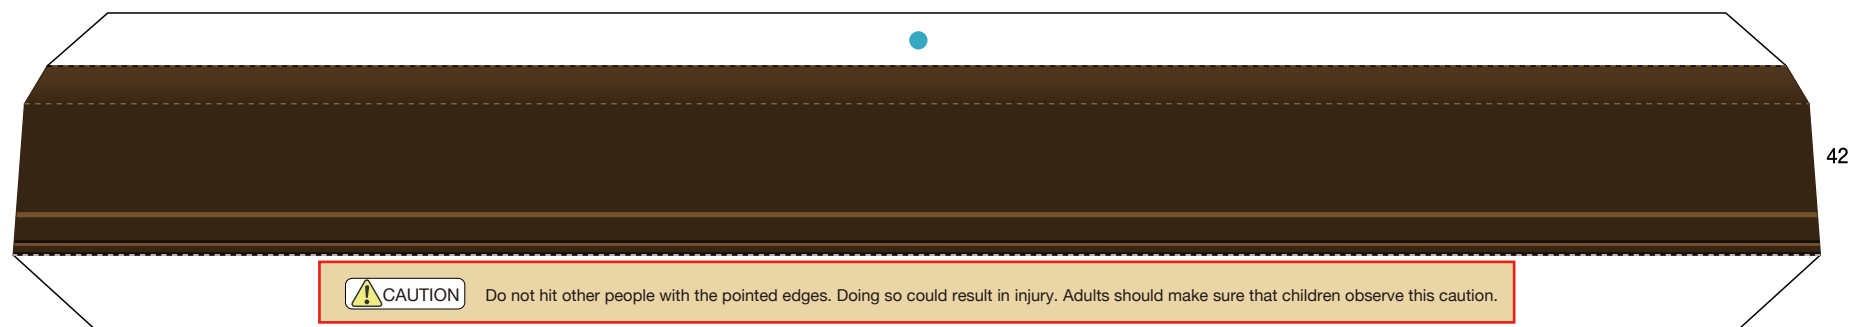 42
CAUTION Do not hit other people with the pointed edges. Doing so could result in injury. Adults should make sure that children observe this caution.